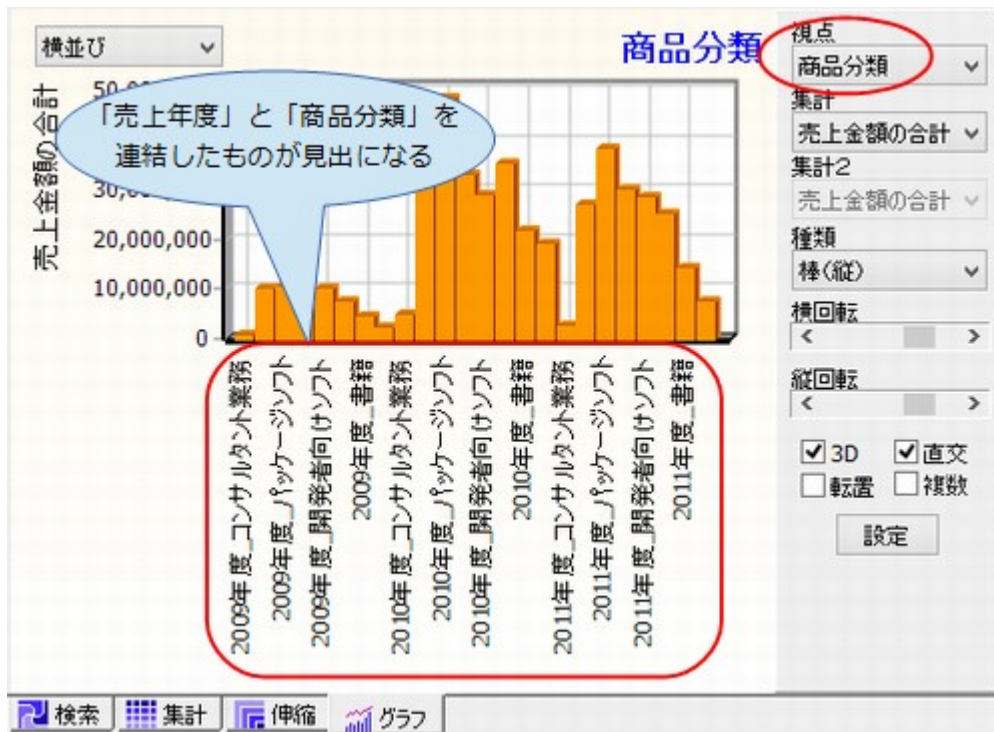 横並び
商品分類
「売上年度」と「商品分類」を
連結したものが見出になる
売上金額の合計
20,000,000
10,000,000
0
2009年度_コンサルタント業務
2009年度_パッケージソフト
2009年度_開発者向けソフト
2009年度_書籍
2010年度_コンサルタント業務
2010年度_パッケージソフト
2010年度_開発者向けソフト
2010年度_書籍
2011年度_コンサルタント業務
2011年度_パッケージソフト
2011年度_開発者向けソフト
2011年度_書籍
視点
商品分類
集計
売上金額の合計
集計2
売上金額の合計
種類
棒(縦)
横回転
縦回転
3D
直交
転置
複数
設定
検索
集計
伸縮
グラフ